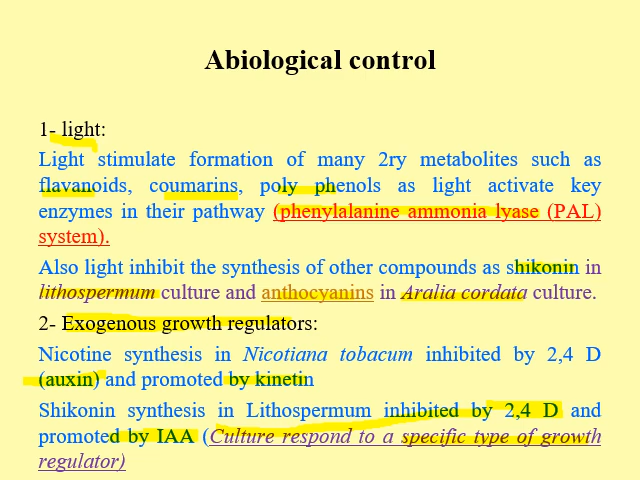 Abiological control
1- light:
Light stimulate formation of many 2ry metabolites such as
flavanoids, coumarins, poly phenols as light activate key
enzymes in their pathway (phenylalanine ammonia lyase (PAL)
system).
Also light inhibit the synthesis of other compounds as shikonin in
lithospermum culture and anthocyanins in Aralia cordata culture.
2- Exogenous growth regulators:
Nicotine synthesis in Nicotiana tobacum inhibited by 2,4 D
(auxin) and promoted by kinetin
Shikonin synthesis in Lithospermum inhibited by 2,4 D and
promoted by IAA (Culture respond to a specific type of growth
regulator)